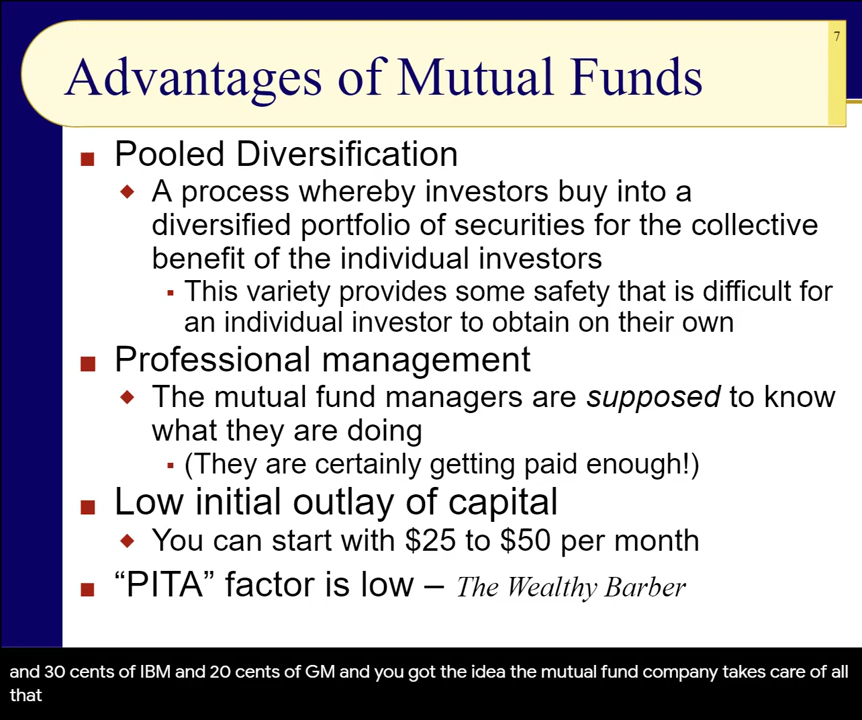 7
Advantages of Mutual Funds
■ Pooled Diversification
◆ A process whereby investors buy into a
diversified portfolio of securities for the collective
benefit of the individual investors
▪ This variety provides some safety that is difficult for
an individual investor to obtain on their own
■ Professional management
◆ The mutual fund managers are supposed to know
what they are doing
▪ (They are certainly getting paid enough!)
■ Low initial outlay of capital
◆ You can start with $25 to $50 per month
■ “PITA” factor is low – The Wealthy Barber
and 30 cents of IBM and 20 cents of GM and you got the idea the mutual fund company takes care of all
that